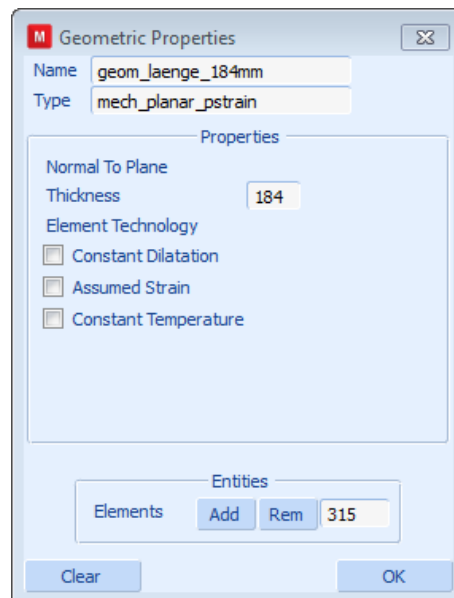 M Geometric Properties
Name geom_laenge_184mm
Type mech_planar_pstrain
Properties
Normal To Plane
Thickness 184
Element Technology
Constant Dilatation
Assumed Strain
Constant Temperature
Entities
Elements Add Rem 315
Clear OK